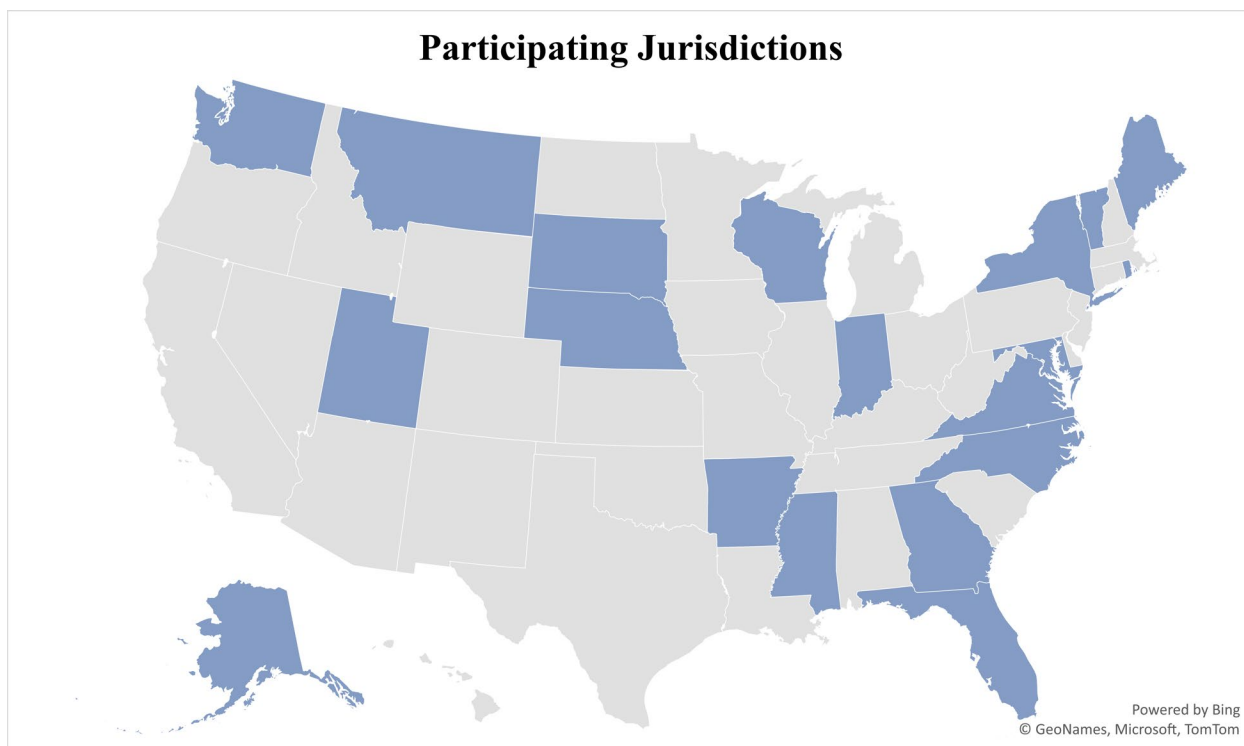 Participating Jurisdictions
Powered by Bing
© GeoNames, Microsoft, TomTom